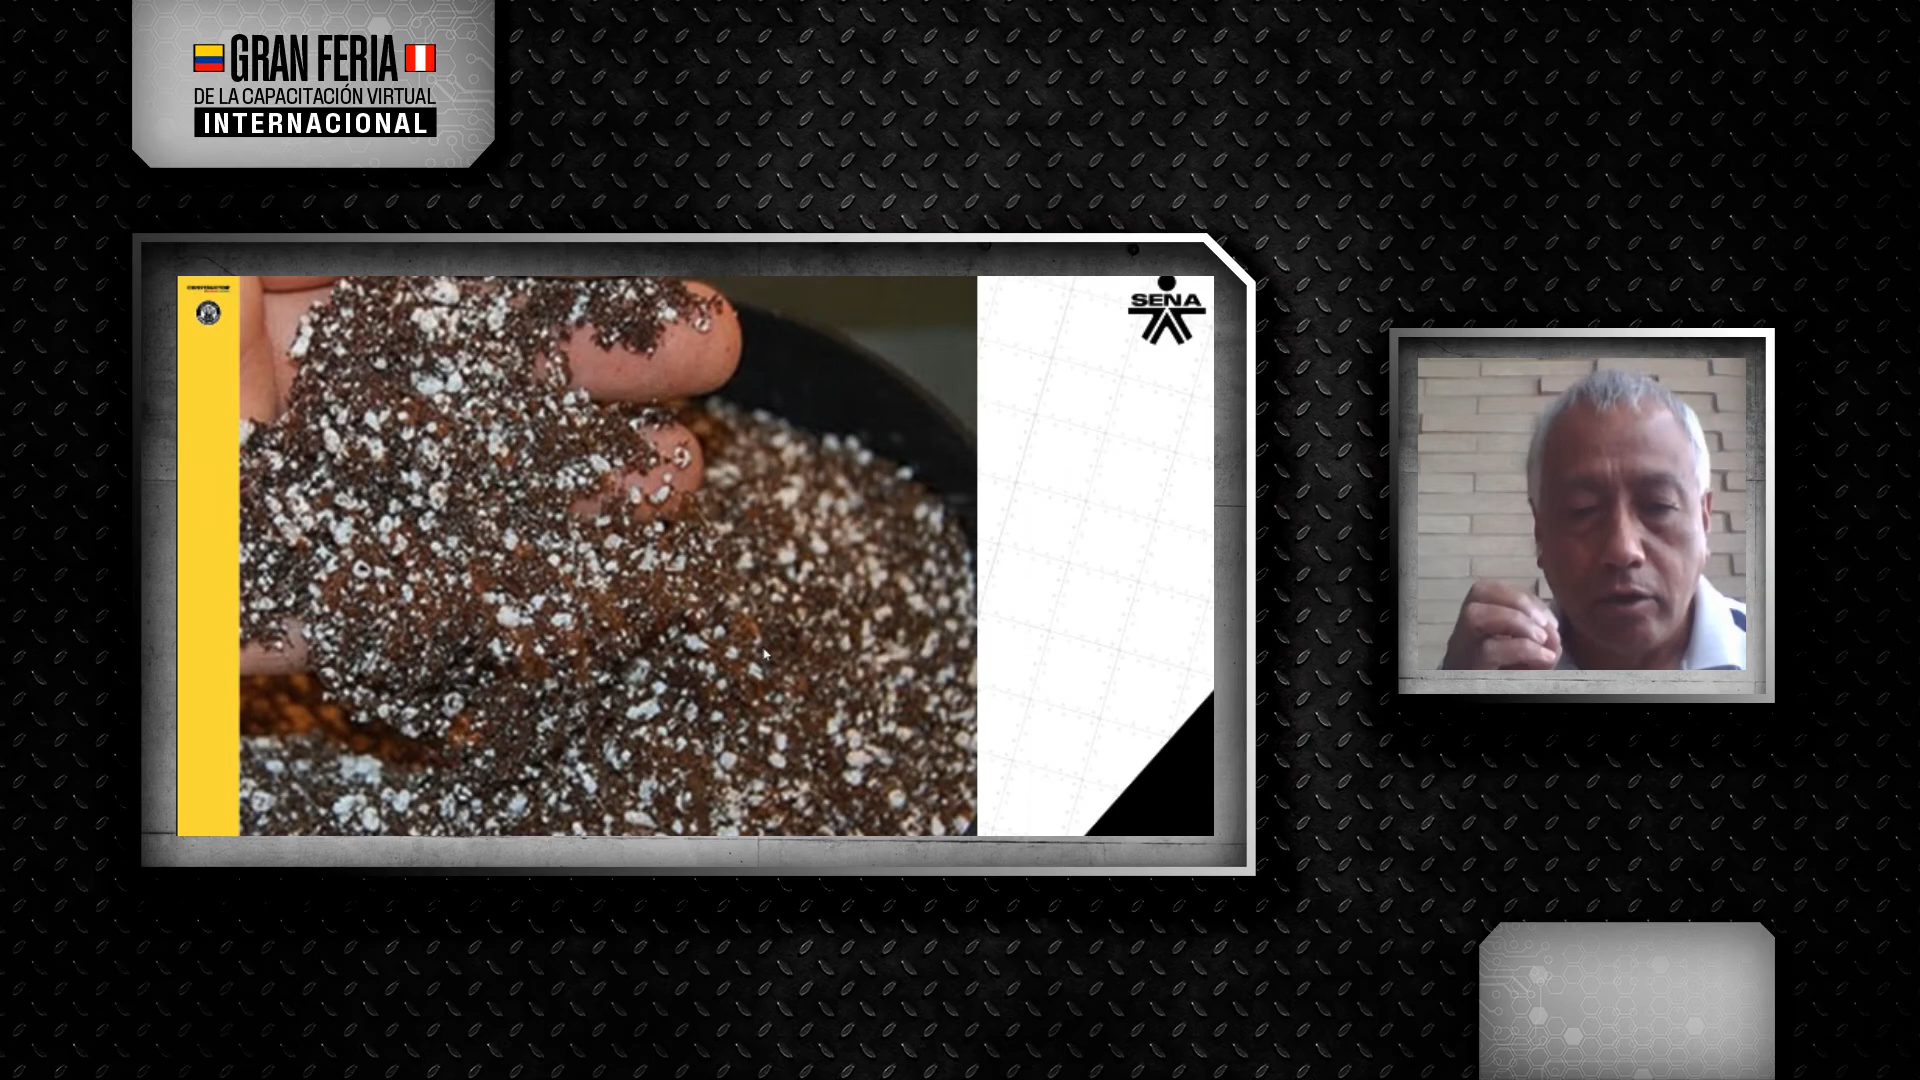 GRAN FERIA
DE LA CAPACITACIÓN VIRTUAL
INTERNACIONAL
SENA